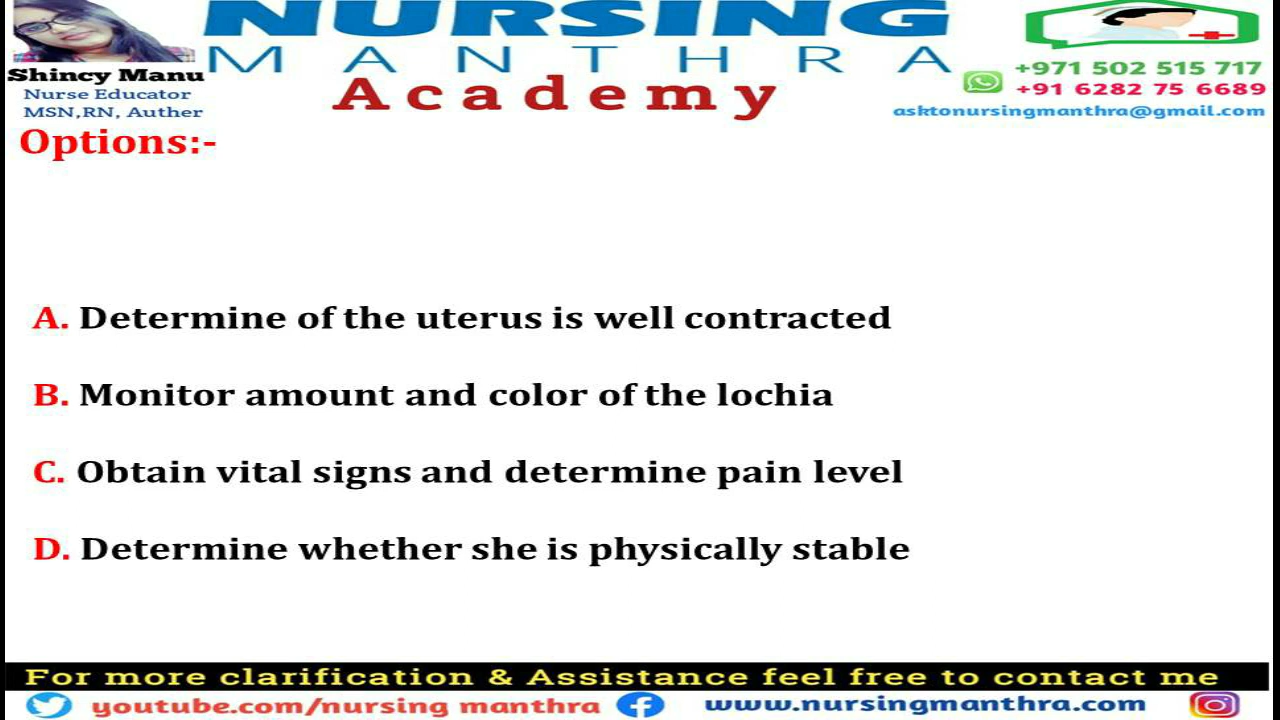 NURSING
MANTHRA
Academy
Shincy Manu
Nurse Educator
MSN,RN, Auther
+971 502 515 717
+91 6282 75 6689
asktonursingmanthra@gmail.com
Options:-
A. Determine of the uterus is well contracted
B. Monitor amount and color of the lochia
C. Obtain vital signs and determine pain level
D. Determine whether she is physically stable
For more clarification & Assistance feel free to contact me
youtube.com/nursing manthra
www.nursingmanthra.com